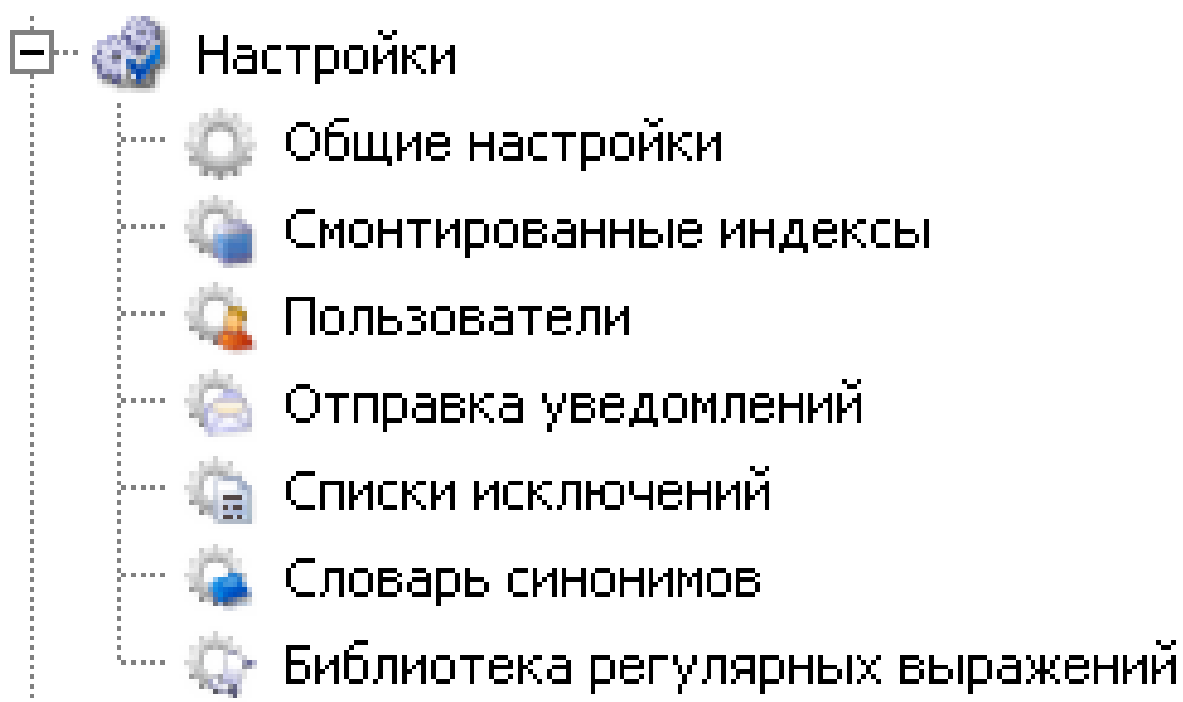 Настройки
Общие настройки
Смонтированные индексы
Пользователи
Отправка уведомлений
Списки исключений
Словарь синонимов
Библиотека регулярных выражений